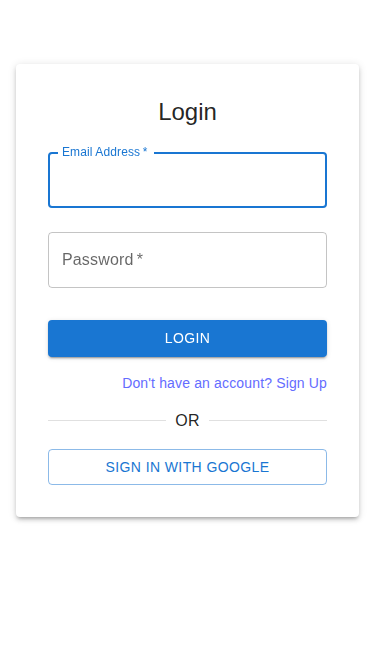 Login
Email Address *
Password *
LOGIN
Don't have an account? Sign Up
OR
SIGN IN WITH GOOGLE